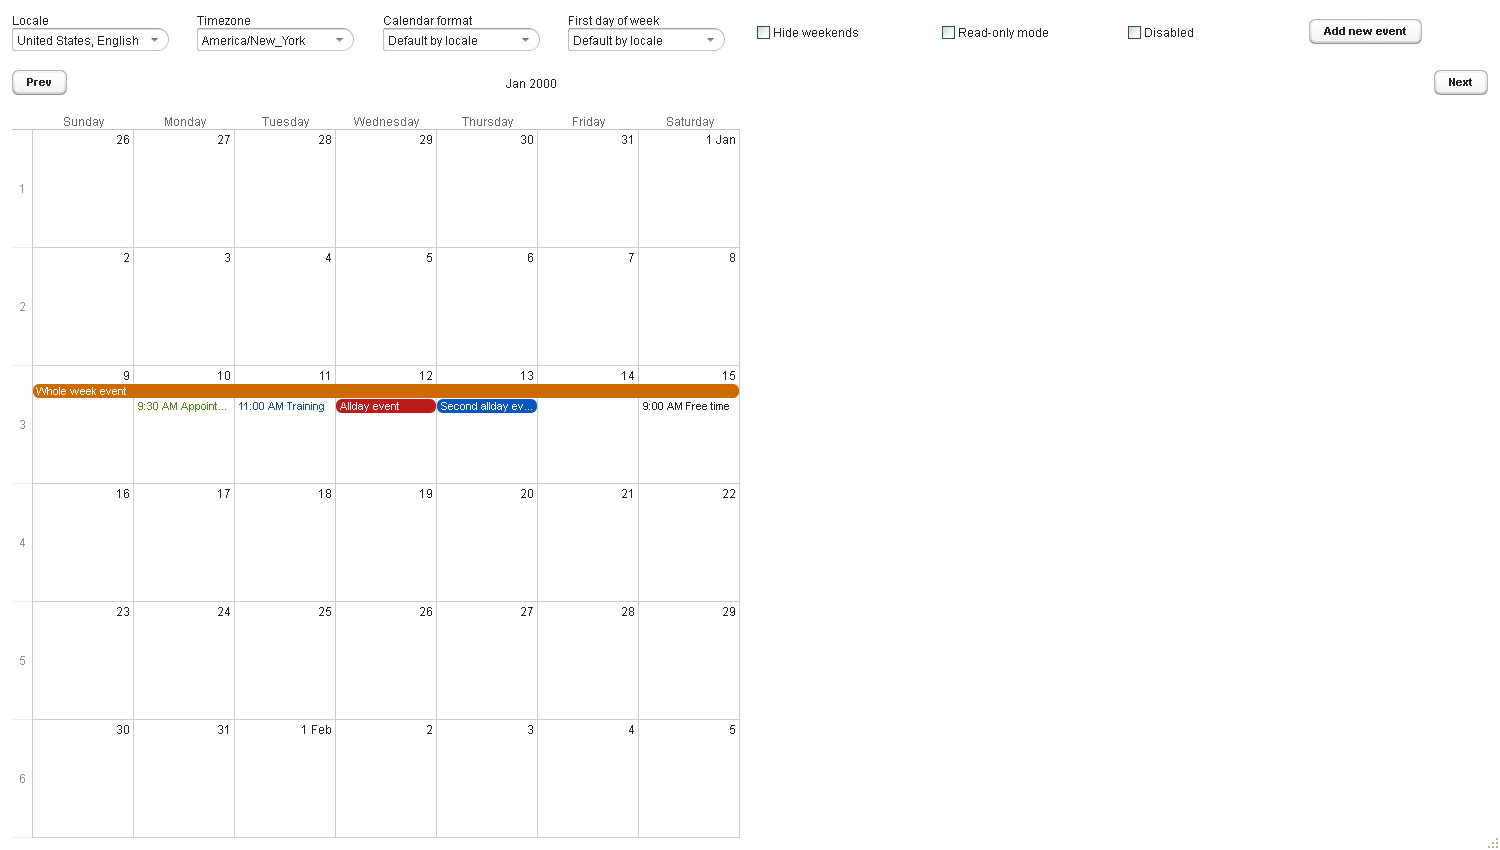 Locale Timezone Calendar format First day of week
United States, English America/New_York Default by locale Default by locale Hide weekends Read-only mode Disabled Add new event
Prev Jan 2000 Next
Sunday Monday Tuesday Wednesday Thursday Friday Saturday
26 27 28 29 30 31 1 Jan
1
2 3 4 5 6 7 8
2
9 10 11 12 13 14 15
Whole week event
9:30 AM Appoint... 11:00 AM Training Allday event Second allday ev... 9:00 AM Free time
3
16 17 18 19 20 21 22
4
23 24 25 26 27 28 29
5
30 31 1 Feb 2 3 4 5
6